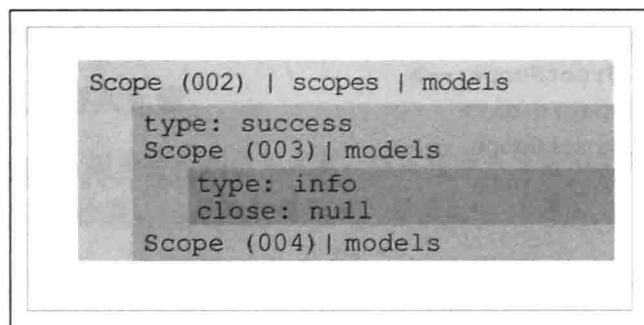 Scope (002) | scopes | models
type: success
Scope (003) | models
type: info
close: null
Scope (004) | models